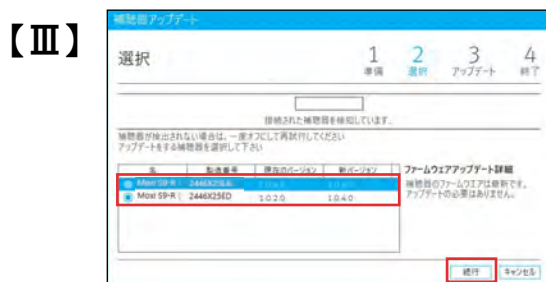 【Ⅲ】
補聴器アップデート
選択
1 2 3 4
準備 選択 アップデート 終了
接続された補聴器を検知しています。
補聴器が検出されない場合は、一度オフにして再試行してください
アップデートをする補聴器を選択して下さい
名 製造番号 現在のバージョン 新バージョン
Moxi S9-R
Moxi S9-R 2446X25ED 1.0.2.0 1.0.4.0
ファームウェアアップデート詳細
補聴器のファームウエアは最新です。
アップデートの必要はありません。
続行 キャンセル